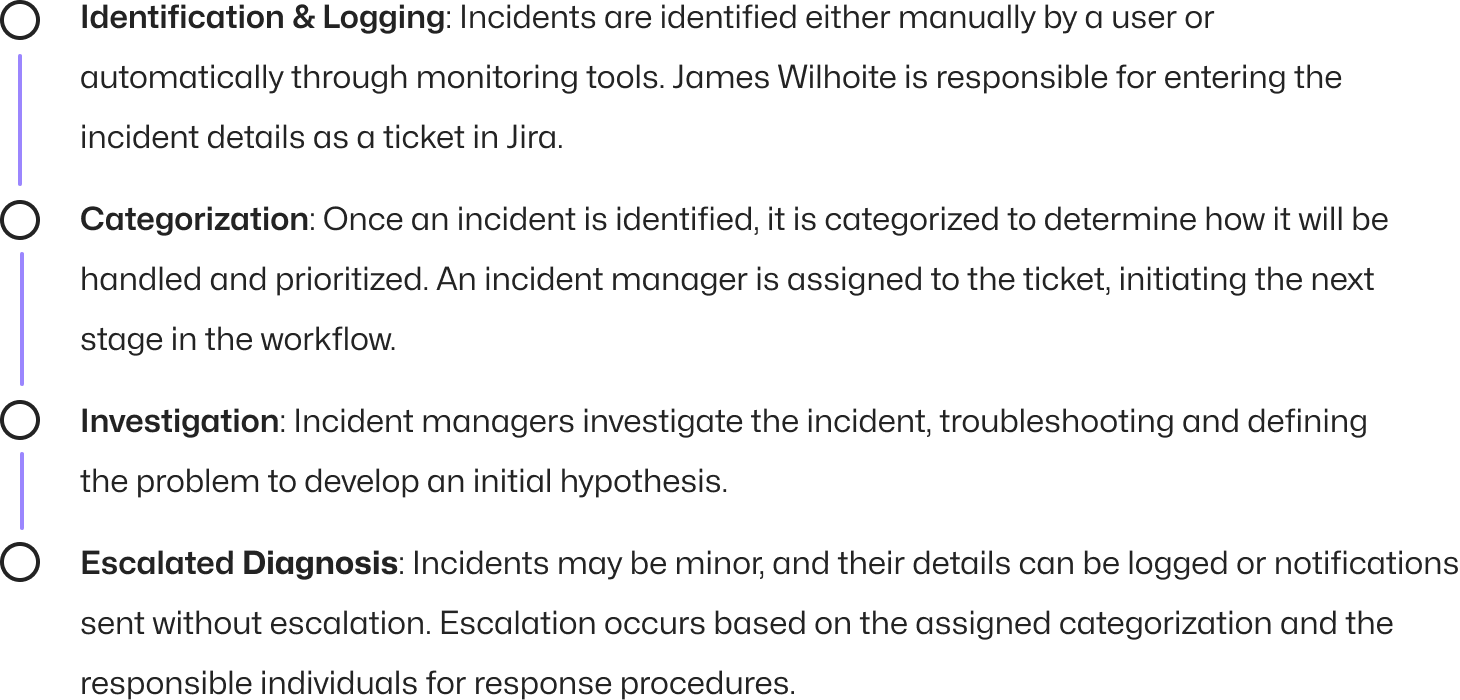 Identification & Logging: Incidents are identified either manually by a user or
automatically through monitoring tools. James Wilhoite is responsible for entering the
incident details as a ticket in Jira.
Categorization: Once an incident is identified, it is categorized to determine how it will be
handled and prioritized. An incident manager is assigned to the ticket, initiating the next
stage in the workflow.
Investigation: Incident managers investigate the incident, troubleshooting and defining
the problem to develop an initial hypothesis.
Escalated Diagnosis: Incidents may be minor, and their details can be logged or notifications
sent without escalation. Escalation occurs based on the assigned categorization and the
responsible individuals for response procedures.